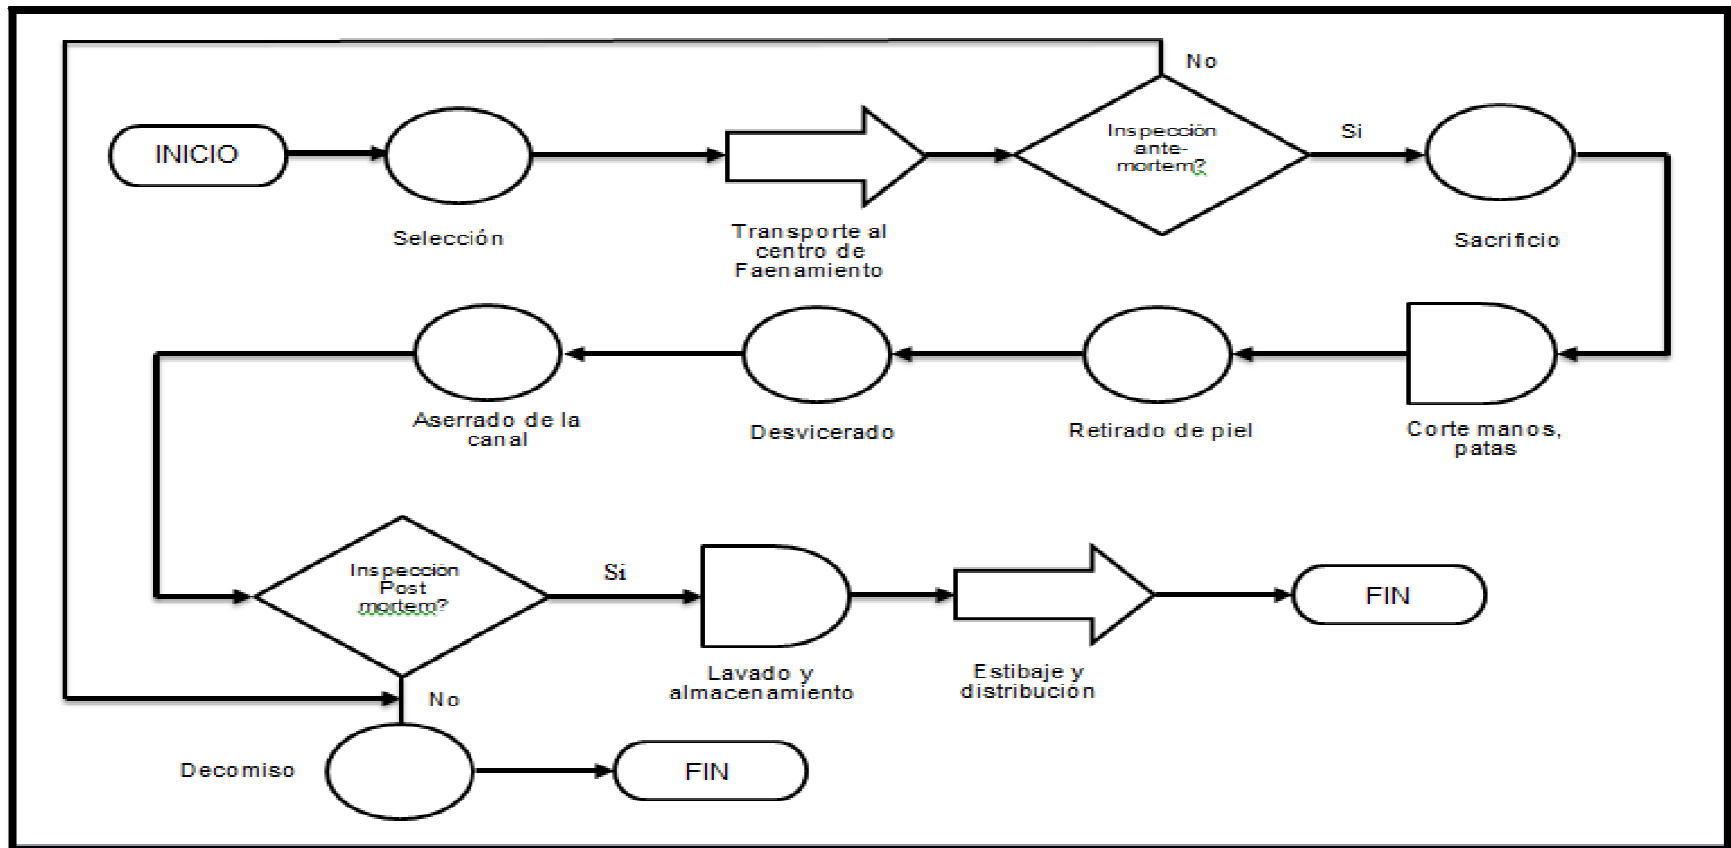 No
INICIO
Inspección
ante-
mortem?
Si
Selección
Transporte al
centro de
Faenamiento
Sacrificio
Aserrado de la
canal
Desvicerado
Retirado de piel
Corte manos,
patas
Inspección
Post
mortem?
Si
FIN
Lavado y
almacenamiento
Estibaje y
distribución
No
Decomiso
FIN